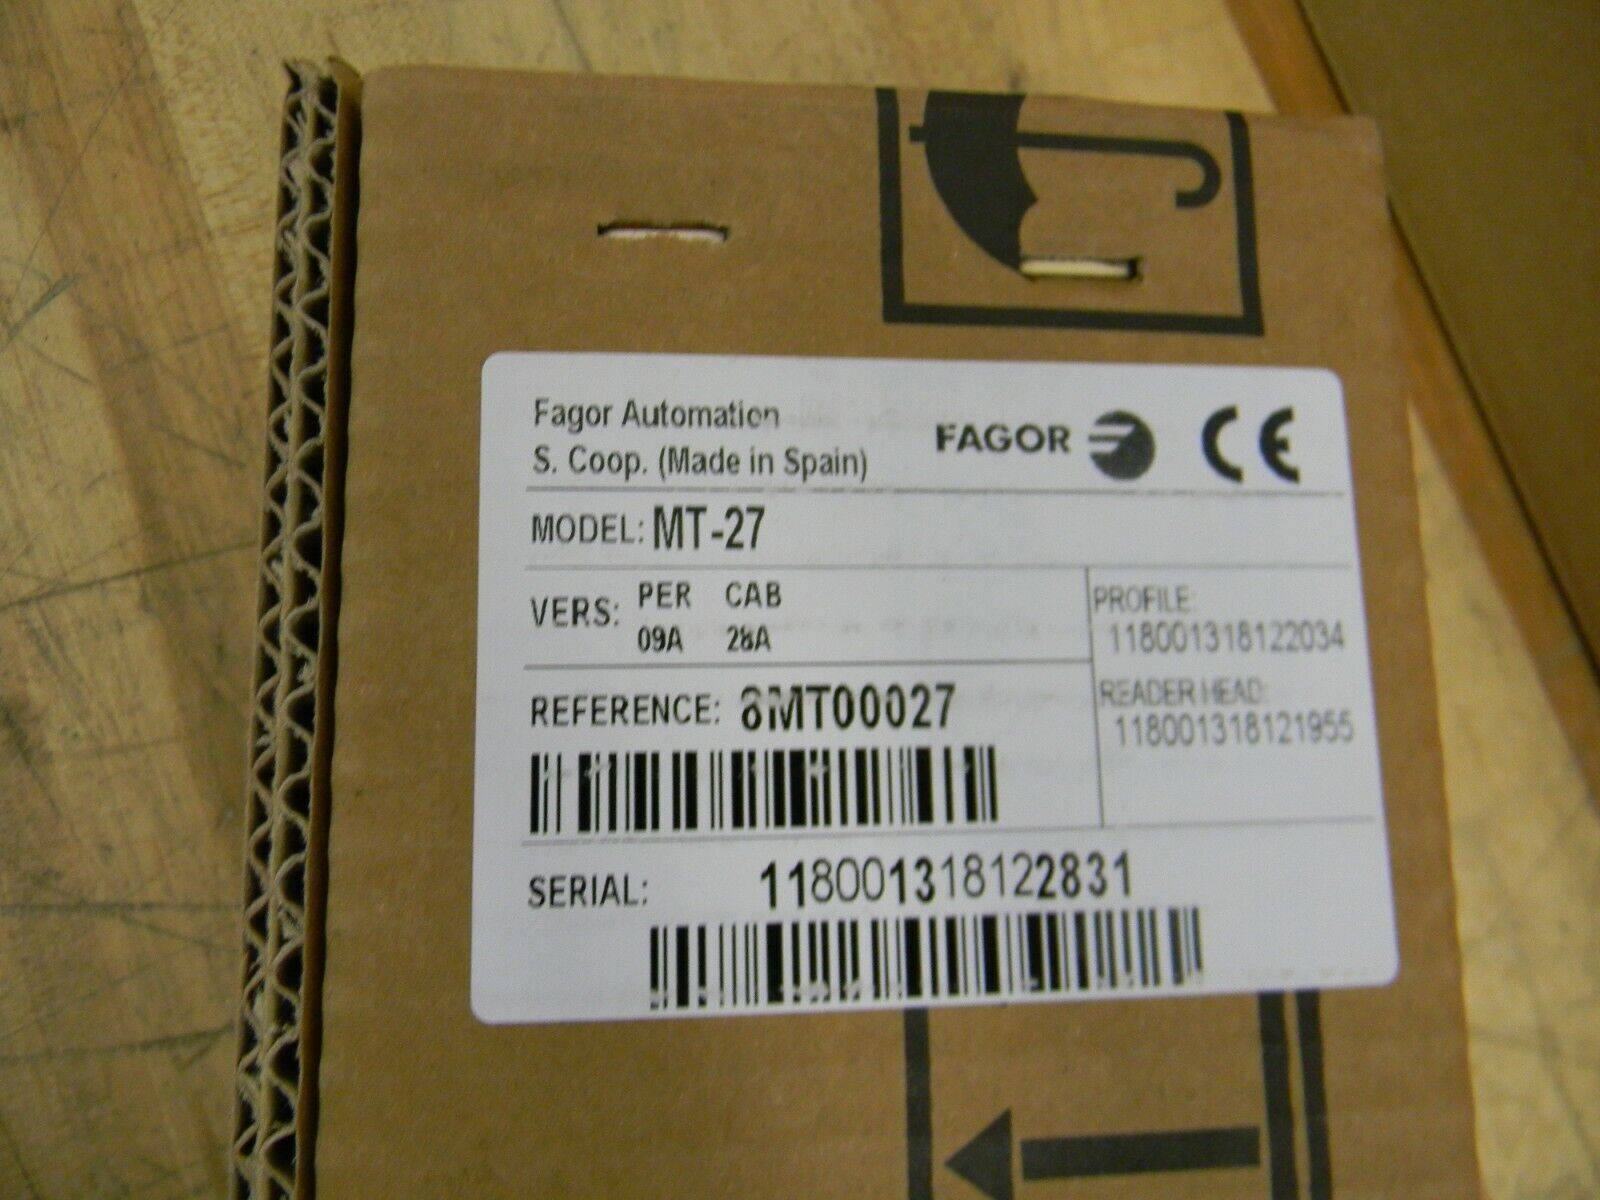 Fagor Automation
S. Coop. (Made in Spain)
FAGOR CE
MODEL: MT-27
VERS: PER CAB
09A 28A
PROFILE:
118001318122034
REFERENCE: 8MT00027
READER HEAD:
118001318121955
SERIAL: 118001318122831